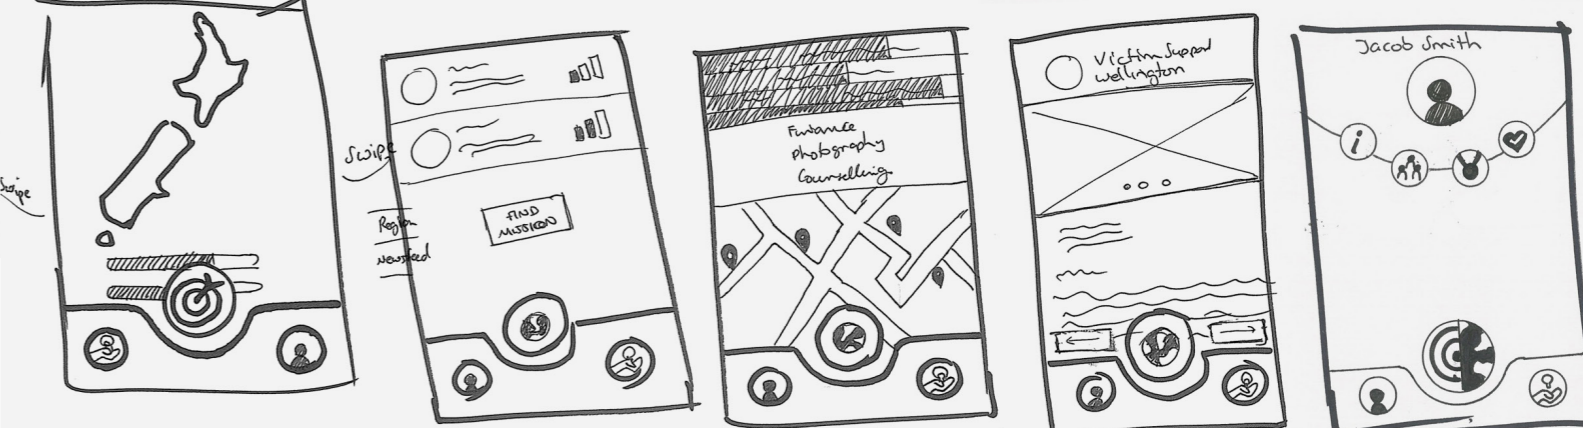 Swipe
Swipe
Region
Newsfeed
FIND
MISSION
Finance
photography
Counselling
Victim Support
Wellington
Jacob Smith
i